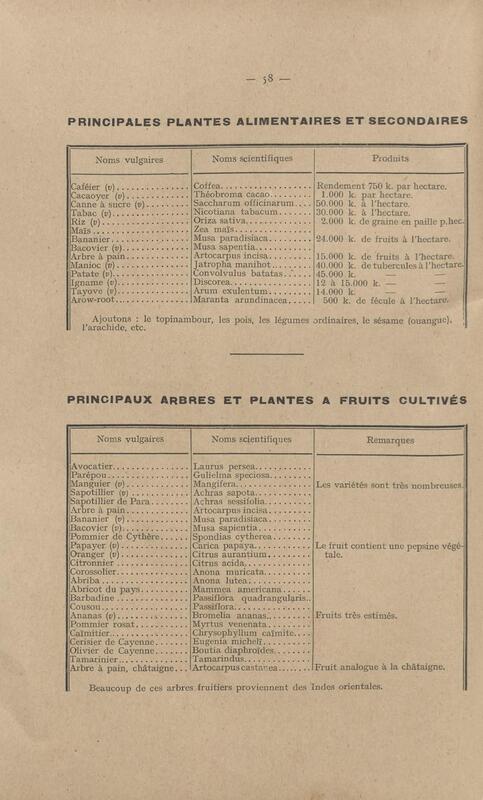 — 58 —
PRINCIPALES PLANTES ALIMENTAIRES ET SECONDAIRES
Noms vulgaires Noms scientifiques Produits
Caféier (v) Coffea Rendement 750 k. par hectare.
Cacaoyer (v) Théobroma cacao 1.000 k. par hectare.
Canne à sucre (v) Saccharum officinarum 50.000 k. à l'hectare.
Tabac (v) Nicotiana tabacum 30.000 k. à l'hectare.
Riz (v) Oriza sativa 2.000 k. de graine en paille p.hec.
Maïs Zea maïs
Bananier Musa paradisiaca 24.000 k. de fruits à l'hectare.
Bacovier (v) Musa sapientia
Arbre à pain Artocarpus incisa 15.000 k. de fruits à l'hectare.
Manioc (v) Jatropha manihot 40.000 k. de tubercules à l'hectare.
Patate (v) Convolvulus batatas 45.000 k. — —
Igname (v) Discorea 12 à 15.000 k. — —
Tayove (v) Arum exulentum 14.000 k. — —
Arow-root Maranta arundinacea 500 k. de fécule à l'hectare.
Ajoutons : le topinambour, les pois, les légumes ordinaires, le sésame (ouangue),
l'arachide, etc.
PRINCIPAUX ARBRES ET PLANTES A FRUITS CULTIVÉS
Noms vulgaires Noms scientifiques Remarques
Avocatier Laurus persea
Parépou Gulielma speciosa
Manguier (v) Mangifera Les variétés sont très nombreuses.
Sapotillier (v) Achras sapota
Sapotillier de Para Achras sessifolia
Arbre à pain Artocarpus incisa
Bananier (v) Musa paradisiaca
Bacovier (v) Musa sapientia
Pommier de Cythère Spondias cytherea
Papayer (v) Carica papaya Le fruit contient une pepsine végé-
Oranger (v) Citrus aurantium tale.
Citronnier Citrus acida
Corossolier Anona muricata
Abriba Anona lutea
Abricot du pays Mammea americana
Barbadine Passiflora quadrangularis
Cousou Passiflora
Ananas (v) Bromelia ananas Fruits très estimés.
Pommier rosat Myrtus venenata
Caïmitier Chrysophyllum caïmite
Cerisier de Cayenne Eugenia micheli
Olivier de Cayenne Boutia diaphroïdes
Tamarinier Tamarindus
Arbre à pain, châtaigne Artocarpus castanea Fruit analogue à la châtaigne.
Beaucoup de ces arbres fruitiers proviennent des Indes orientales.